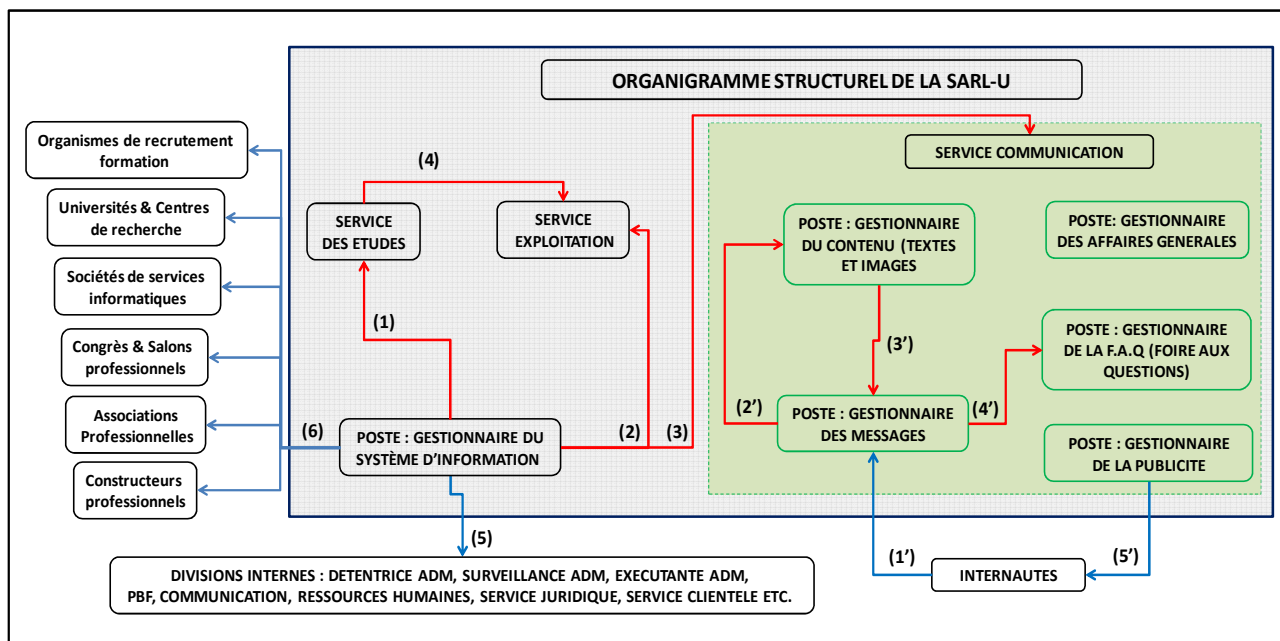 ORGANIGRAMME STRUCTUREL DE LA SARL-U
Organismes de recrutement
formation
Universités & Centres
de recherche
Sociétés de services
informatiques
Congrès & Salons
professionnels
Associations
Professionnelles
Constructeurs
professionnels
(6)
(4)
SERVICE
DES ETUDES
SERVICE
EXPLOITATION
(1)
POSTE : GESTIONNAIRE DU
SYSTÈME D’INFORMATION
(2)
(3)
(5)
DIVISIONS INTERNES : DETENTRICE ADM, SURVEILLANCE ADM, EXECUTANTE ADM,
PBF, COMMUNICATION, RESSOURCES HUMAINES, SERVICE JURIDIQUE, SERVICE CLIENTELE ETC.
SERVICE COMMUNICATION
POSTE : GESTIONNAIRE
DU CONTENU (TEXTES
ET IMAGES
POSTE: GESTIONNAIRE
DES AFFAIRES GENERALES
(3’)
POSTE : GESTIONNAIRE
DE LA F.A.Q (FOIRE AUX
QUESTIONS)
(2’)
POSTE : GESTIONNAIRE
DES MESSAGES
(4’)
POSTE : GESTIONNAIRE
DE LA PUBLICITE
(1’)
INTERNAUTES
(5’)